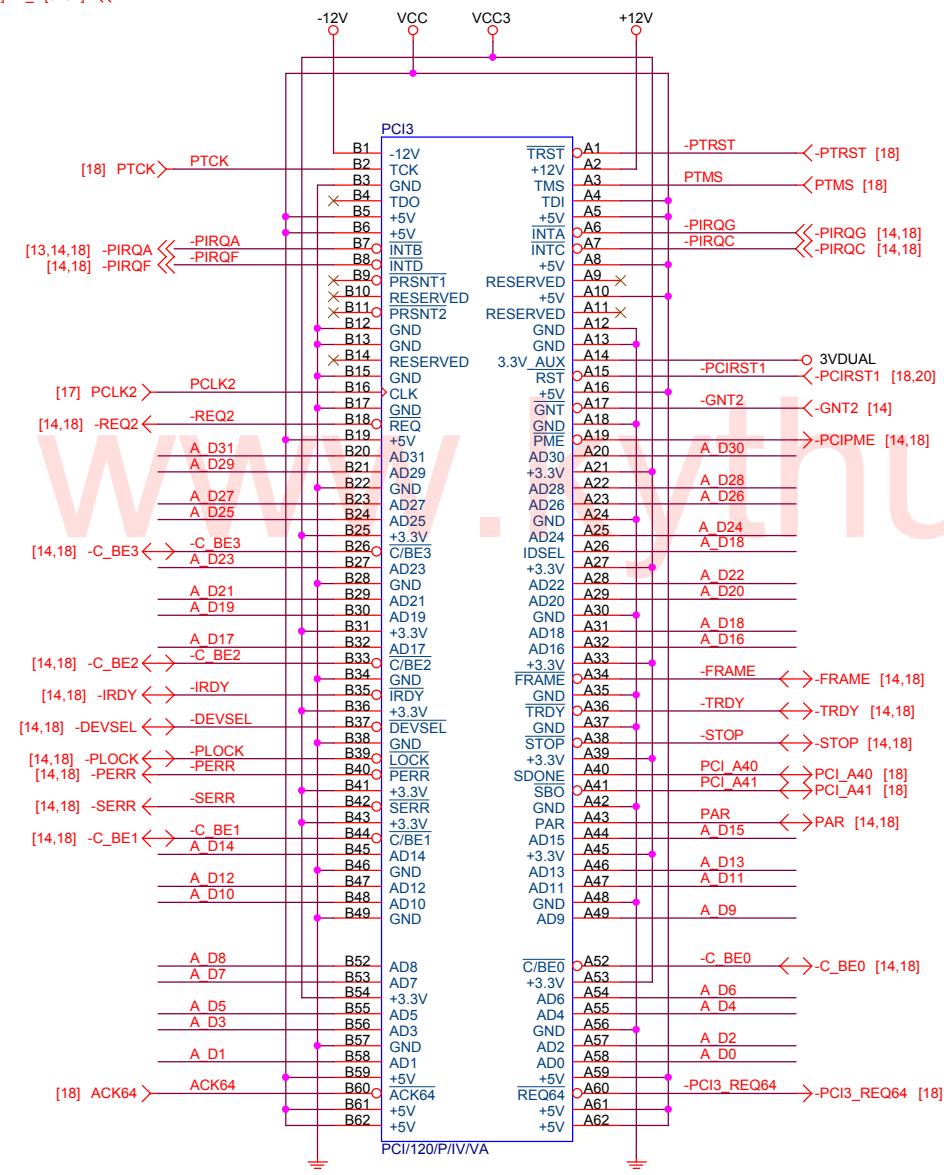 -12V VCC VCC3 +12V
PCI3
B1 -12V TRST A1 -PTRST -PTRST [18]
[18] PTCK PTCK B2 TCK +12V A2
B3 GND TMS A3 PTMS PTMS [18]
B4 TDO TDI A4
B5 +5V +5V A5
B6 +5V INTA A6 -PIRQG -PIRQG [14,18]
[13,14,18] -PIRQA -PIRQA B7 INTB INTC A7 -PIRQC -PIRQC [14,18]
[14,18] -PIRQF -PIRQF B8 INTD +5V A8
B9 PRSNT1 RESERVED A9
B10 RESERVED +5V A10
B11 PRSNT2 RESERVED A11
B12 GND GND A12
B13 GND GND A13
B14 RESERVED 3.3V_AUX A14 3VDUAL
B15 GND RST A15 -PCIRST1 -PCIRST1 [18,20]
[17] PCLK2 PCLK2 B16 CLK +5V A16
B17 GND GNT A17 -GNT2 -GNT2 [14]
[14,18] -REQ2 -REQ2 B18 REQ GND A18
B19 +5V PME A19 -PCIPME [14,18]
A_D31 B20 AD31 AD30 A20 A_D30
A_D29 B21 AD29 +3.3V A21
B22 GND AD28 A22 A_D28
A_D27 B23 AD27 AD26 A23 A_D26
A_D25 B24 AD25 GND A24
B25 +3.3V AD24 A25 A_D24
[14,18] -C_BE3 -C_BE3 B26 C/BE3 IDSEL A26 A_D18
A_D23 B27 AD23 +3.3V A27
B28 GND AD22 A28 A_D22
A_D21 B29 AD21 AD20 A29 A_D20
A_D19 B30 AD19 GND A30
B31 +3.3V AD18 A31 A_D18
A_D17 B32 AD17 AD16 A32 A_D16
[14,18] -C_BE2 -C_BE2 B33 C/BE2 +3.3V A33
B34 GND FRAME A34 -FRAME -FRAME [14,18]
[14,18] -IRDY -IRDY B35 IRDY GND A35
B36 +3.3V TRDY A36 -TRDY -TRDY [14,18]
[14,18] -DEVSEL -DEVSEL B37 DEVSEL GND A37
B38 GND STOP A38 -STOP -STOP [14,18]
[14,18] -PLOCK -PLOCK B39 LOCK +3.3V A39
[14,18] -PERR -PERR B40 PERR SDONE A40 PCI_A40 PCI_A40 [18]
B41 +3.3V SBO A41 PCI_A41 PCI_A41 [18]
[14,18] -SERR -SERR B42 SERR GND A42
B43 +3.3V PAR A43 PAR PAR [14,18]
[14,18] -C_BE1 -C_BE1 B44 C/BE1 AD15 A44 A_D15
A_D14 B45 AD14 +3.3V A45
B46 GND AD13 A46 A_D13
A_D12 B47 AD12 AD11 A47 A_D11
A_D10 B48 AD10 GND A48
B49 GND AD9 A49 A_D9
A_D8 B52 AD8 C/BE0 A52 -C_BE0 -C_BE0 [14,18]
A_D7 B53 AD7 +3.3V A53
B54 +3.3V AD6 A54 A_D6
A_D5 B55 AD5 AD4 A55 A_D4
A_D3 B56 AD3 GND A56
B57 GND AD2 A57 A_D2
A_D1 B58 AD1 AD0 A58 A_D0
B59 +5V +5V A59
[18] ACK64 ACK64 B60 ACK64 REQ64 A60 -PCI3_REQ64 -PCI3_REQ64 [18]
B61 +5V +5V A61
B62 +5V +5V A62
PCI/120/P/IV/VA
www.kythu